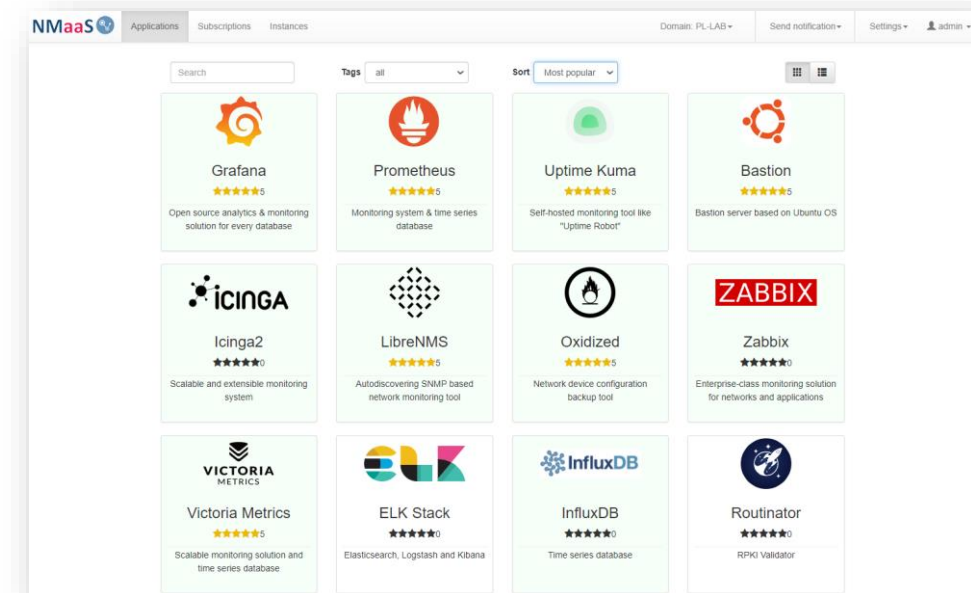 NMaaS Applications Subscriptions Instances Domain: PL-LAB Send notification Settings admin
Search Tags all Sort Most popular
Grafana
5
Open source analytics & monitoring
solution for every database
Prometheus
5
Monitoring system & time series
database
Uptime Kuma
5
Self-hosted monitoring tool like
"Uptime Robot"
Bastion
5
Bastion server based on Ubuntu OS
ICINGA
Icinga2
0
Scalable and extensible monitoring
system
LibreNMS
5
Autodiscovering SNMP based
network monitoring tool
Oxidized
5
Network device configuration
backup tool
ZABBIX
Zabbix
0
Enterprise-class monitoring solution
for networks and applications
VICTORIA
METRICS
Victoria Metrics
5
Scalable monitoring solution and
time series database
ELK
ELK Stack
0
Elasticsearch, Logstash and Kibana
InfluxDB
InfluxDB
0
Time series database
Routinator
0
RPKI Validator